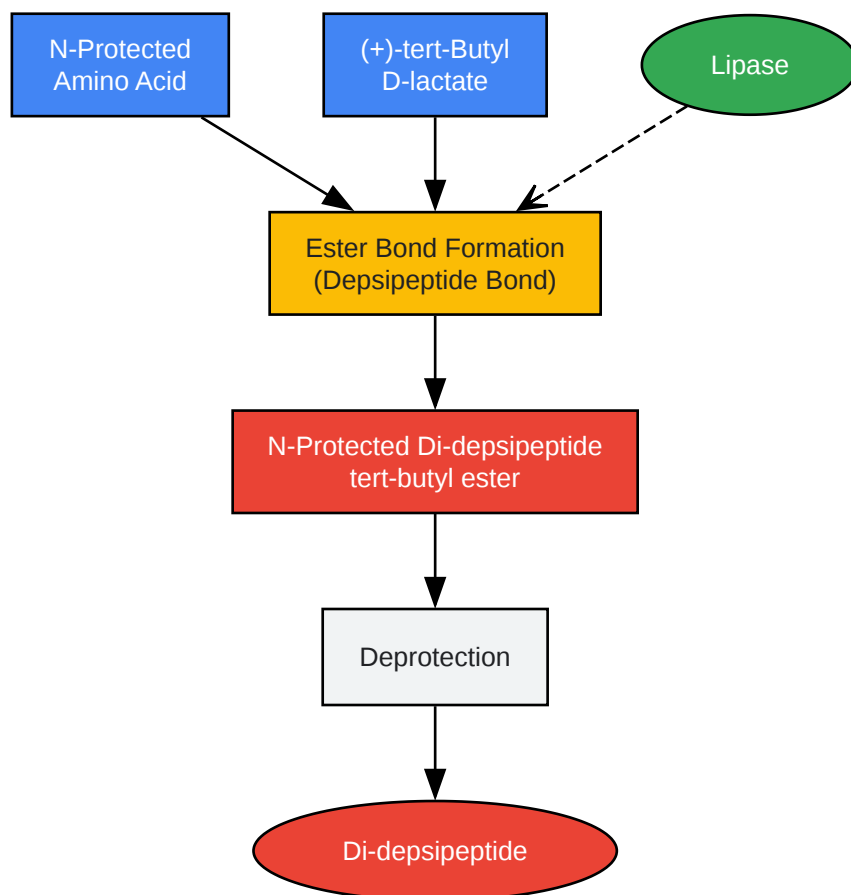 N-Protected
Amino Acid
(+)-tert-Butyl
D-lactate
Lipase
Ester Bond Formation
(Depsipeptide Bond)
N-Protected Di-depsipeptide
tert-butyl ester
Deprotection
Di-depsipeptide